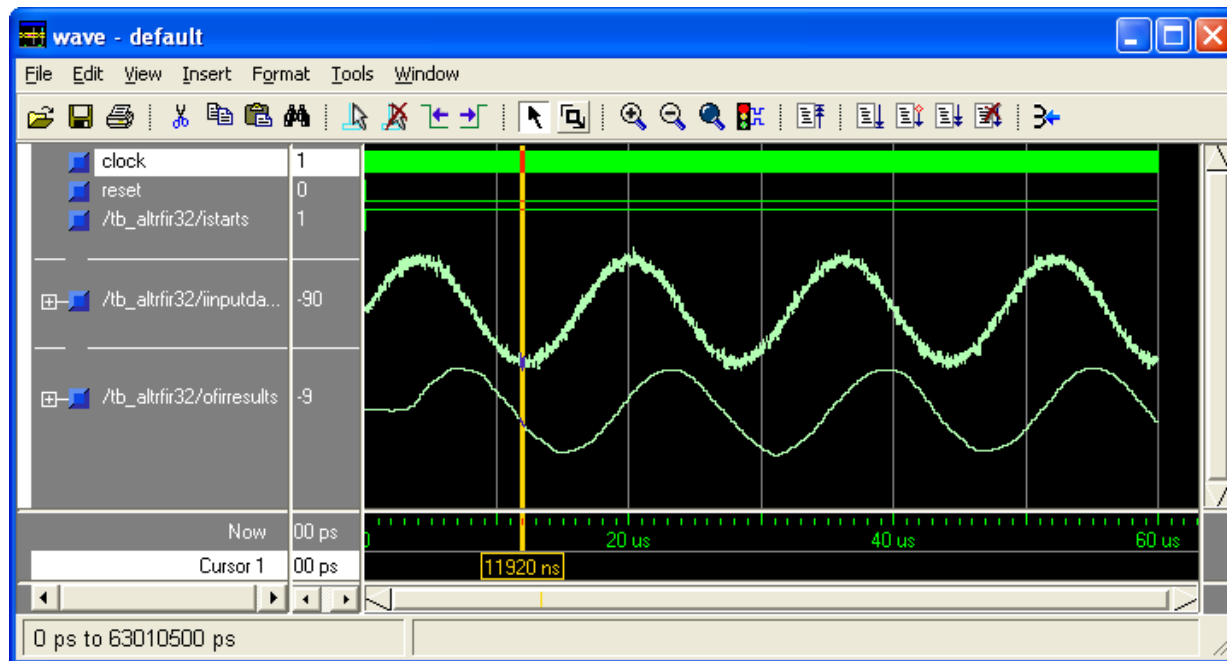 wave - default
File Edit View Insert Format Tools Window
clock 1
reset 0
/tb_altrfir32/istarts 1
/tb_altrfir32/iinputda... -90
/tb_altrfir32/ofirresults -9
Now 00 ps 0 20 us 40 us 60 us
Cursor 1 00 ps 11920 ns
0 ps to 63010500 ps